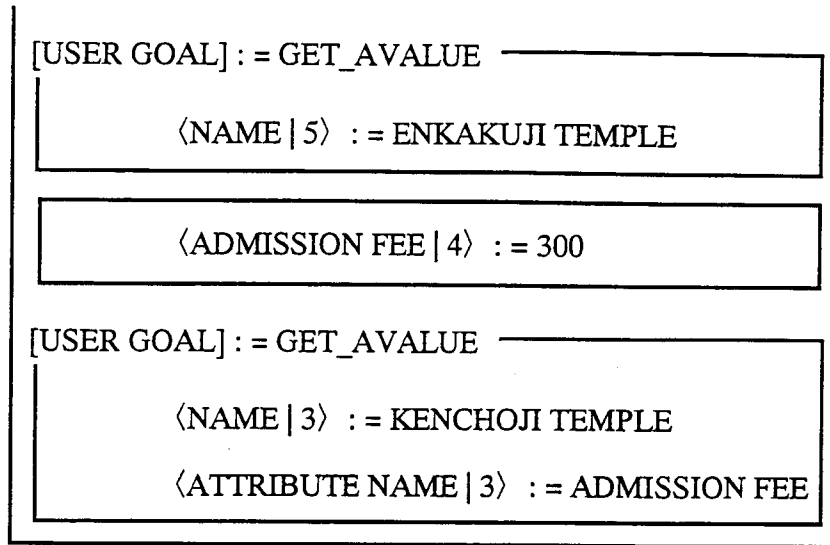 [USER GOAL] : = GET_AVALUE
〈NAME | 5〉 : = ENKAKUJI TEMPLE
〈ADMISSION FEE | 4〉 : = 300
[USER GOAL] : = GET_AVALUE
〈NAME | 3〉 : = KENCHOJI TEMPLE
〈ATTRIBUTE NAME | 3〉 : = ADMISSION FEE